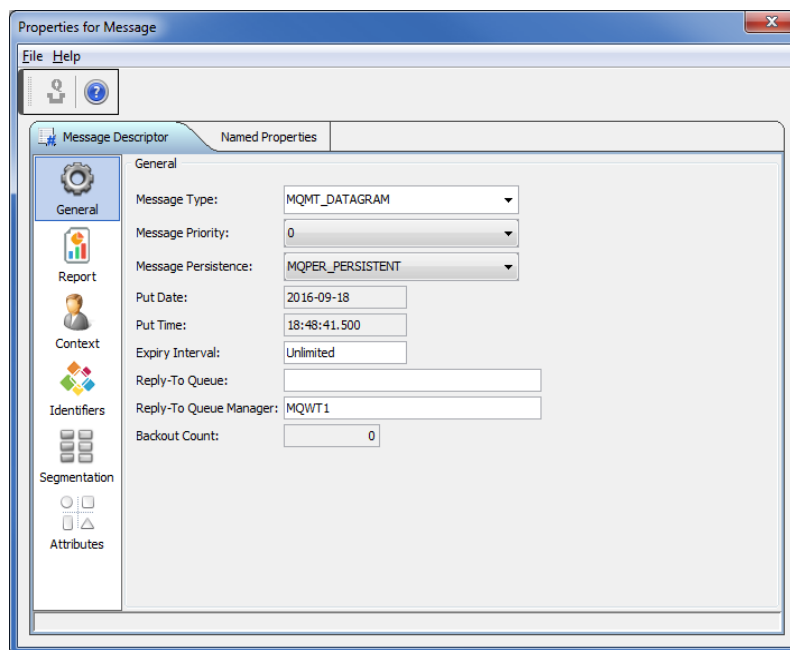 Properties for Message
File Help
Message Descriptor Named Properties
General
General
Message Type: MQMT_DATAGRAM
Message Priority: 0
Report
Message Persistence: MQPER_PERSISTENT
Put Date: 2016-09-18
Put Time: 18:48:41.500
Context
Expiry Interval: Unlimited
Reply-To Queue:
Identifiers
Reply-To Queue Manager: MQWT1
Backout Count: 0
Segmentation
Attributes